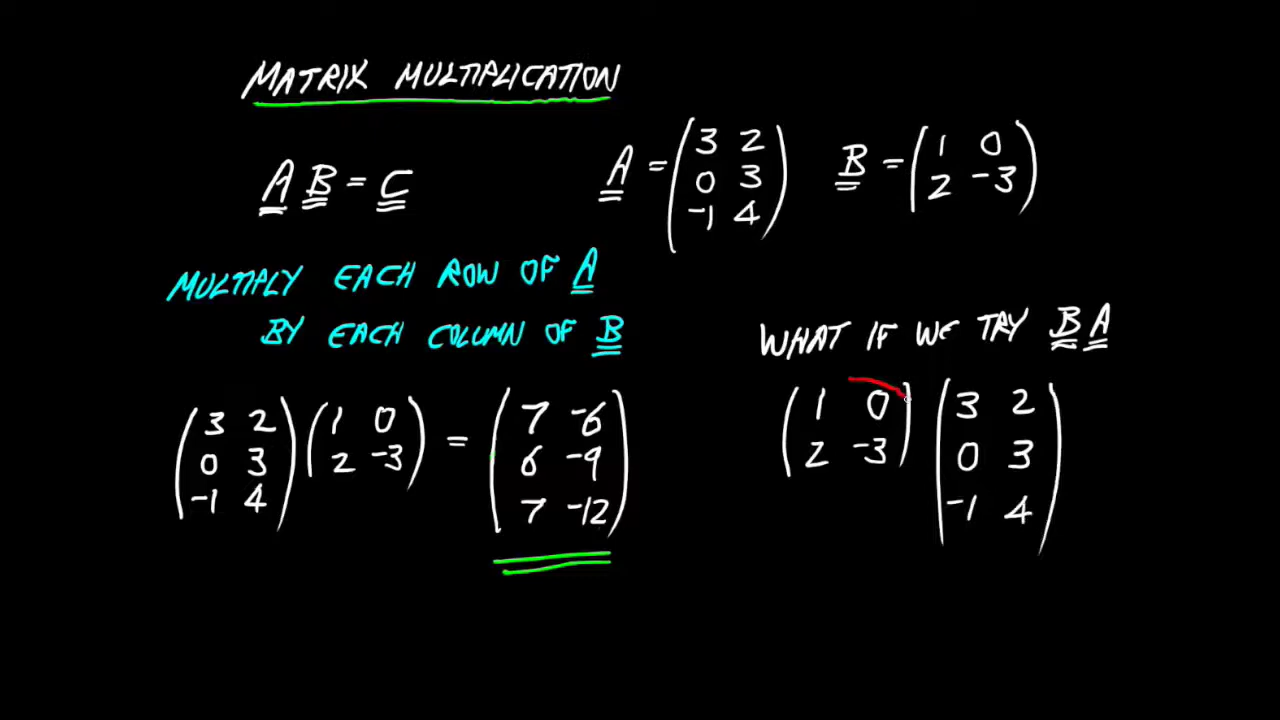 MATRIX MULTIPLICATION
A B = C
A = (3 2
0 3
-1 4)
B = (1 0
2 -3)
MULTIPLY EACH ROW OF A
BY EACH COLUMN OF B
(3 2
0 3
-1 4)
(1 0
2 -3)
=
(7 -6
6 -9
7 -12)
WHAT IF WE TRY B A
(1 0
2 -3)
(3 2
0 3
-1 4)